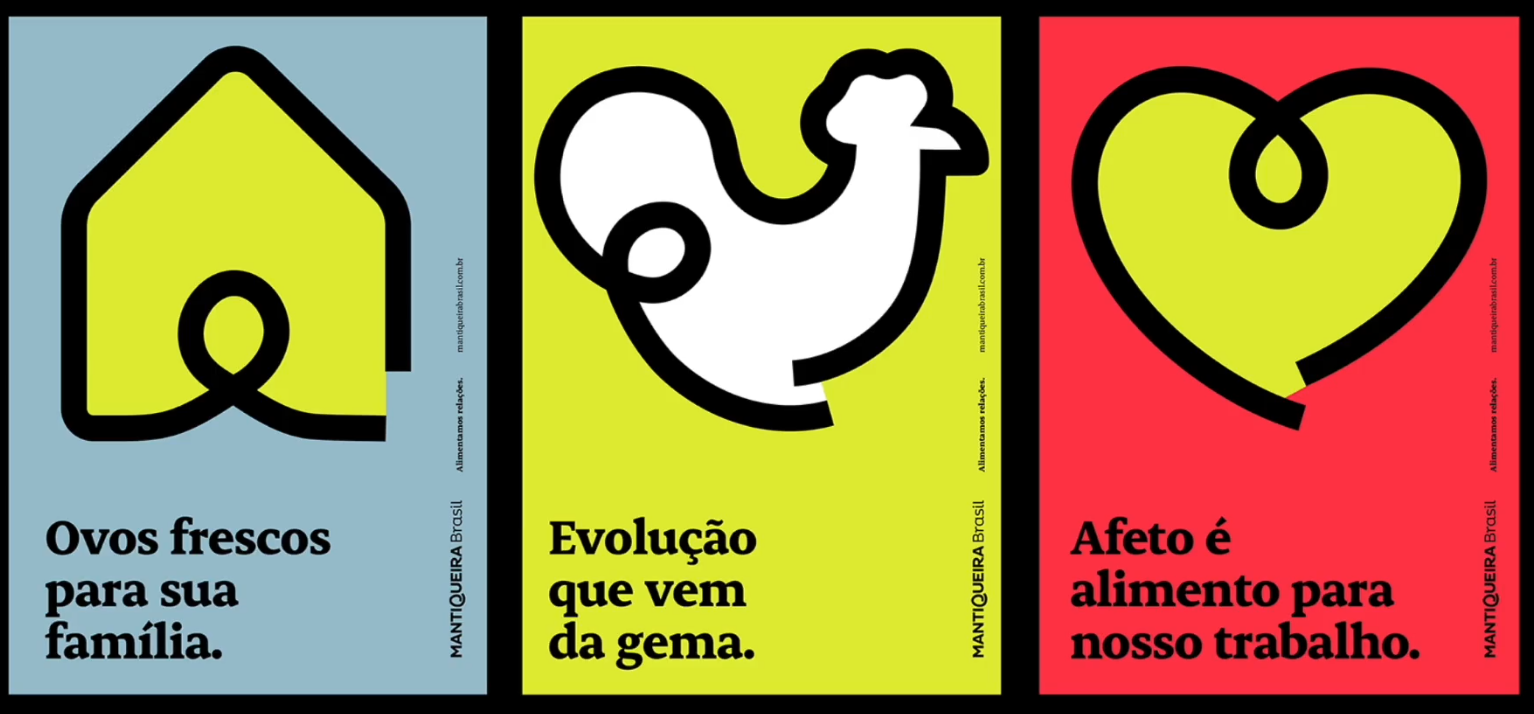 Ovos frescos
para sua
família.
MANTIQUEIRA Brasil
Alimentamos relações.
mantiqueirabrasil.com.br
Evolução
que vem
da gema.
MANTIQUEIRA Brasil
Alimentamos relações.
mantiqueirabrasil.com.br
Afeto é
alimento para
nosso trabalho.
MANTIQUEIRA Brasil
Alimentamos relações.
mantiqueirabrasil.com.br